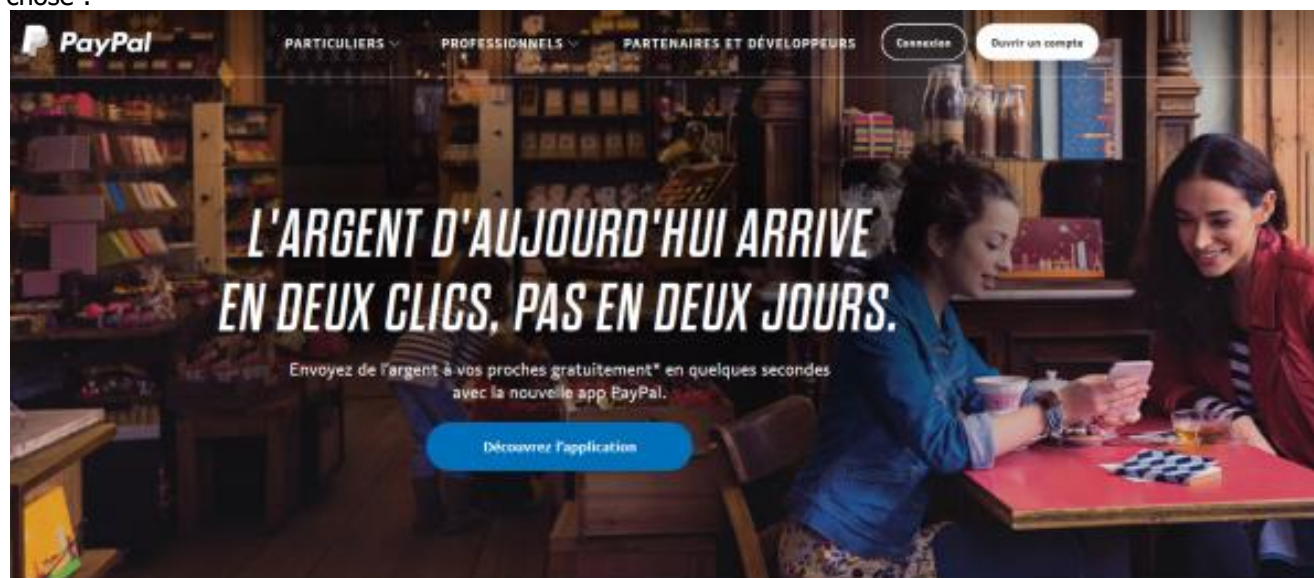 chose :
PayPal
PARTICULIERS
PROFESSIONNELS
PARTENAIRES ET DÉVELOPPEURS
Connexion
Ouvrir un compte
L'ARGENT D'AUJOURD'HUI ARRIVE
EN DEUX CLICS, PAS EN DEUX JOURS.
Envoyez de l'argent à vos proches gratuitement* en quelques secondes
avec la nouvelle app PayPal.
Découvrez l'application